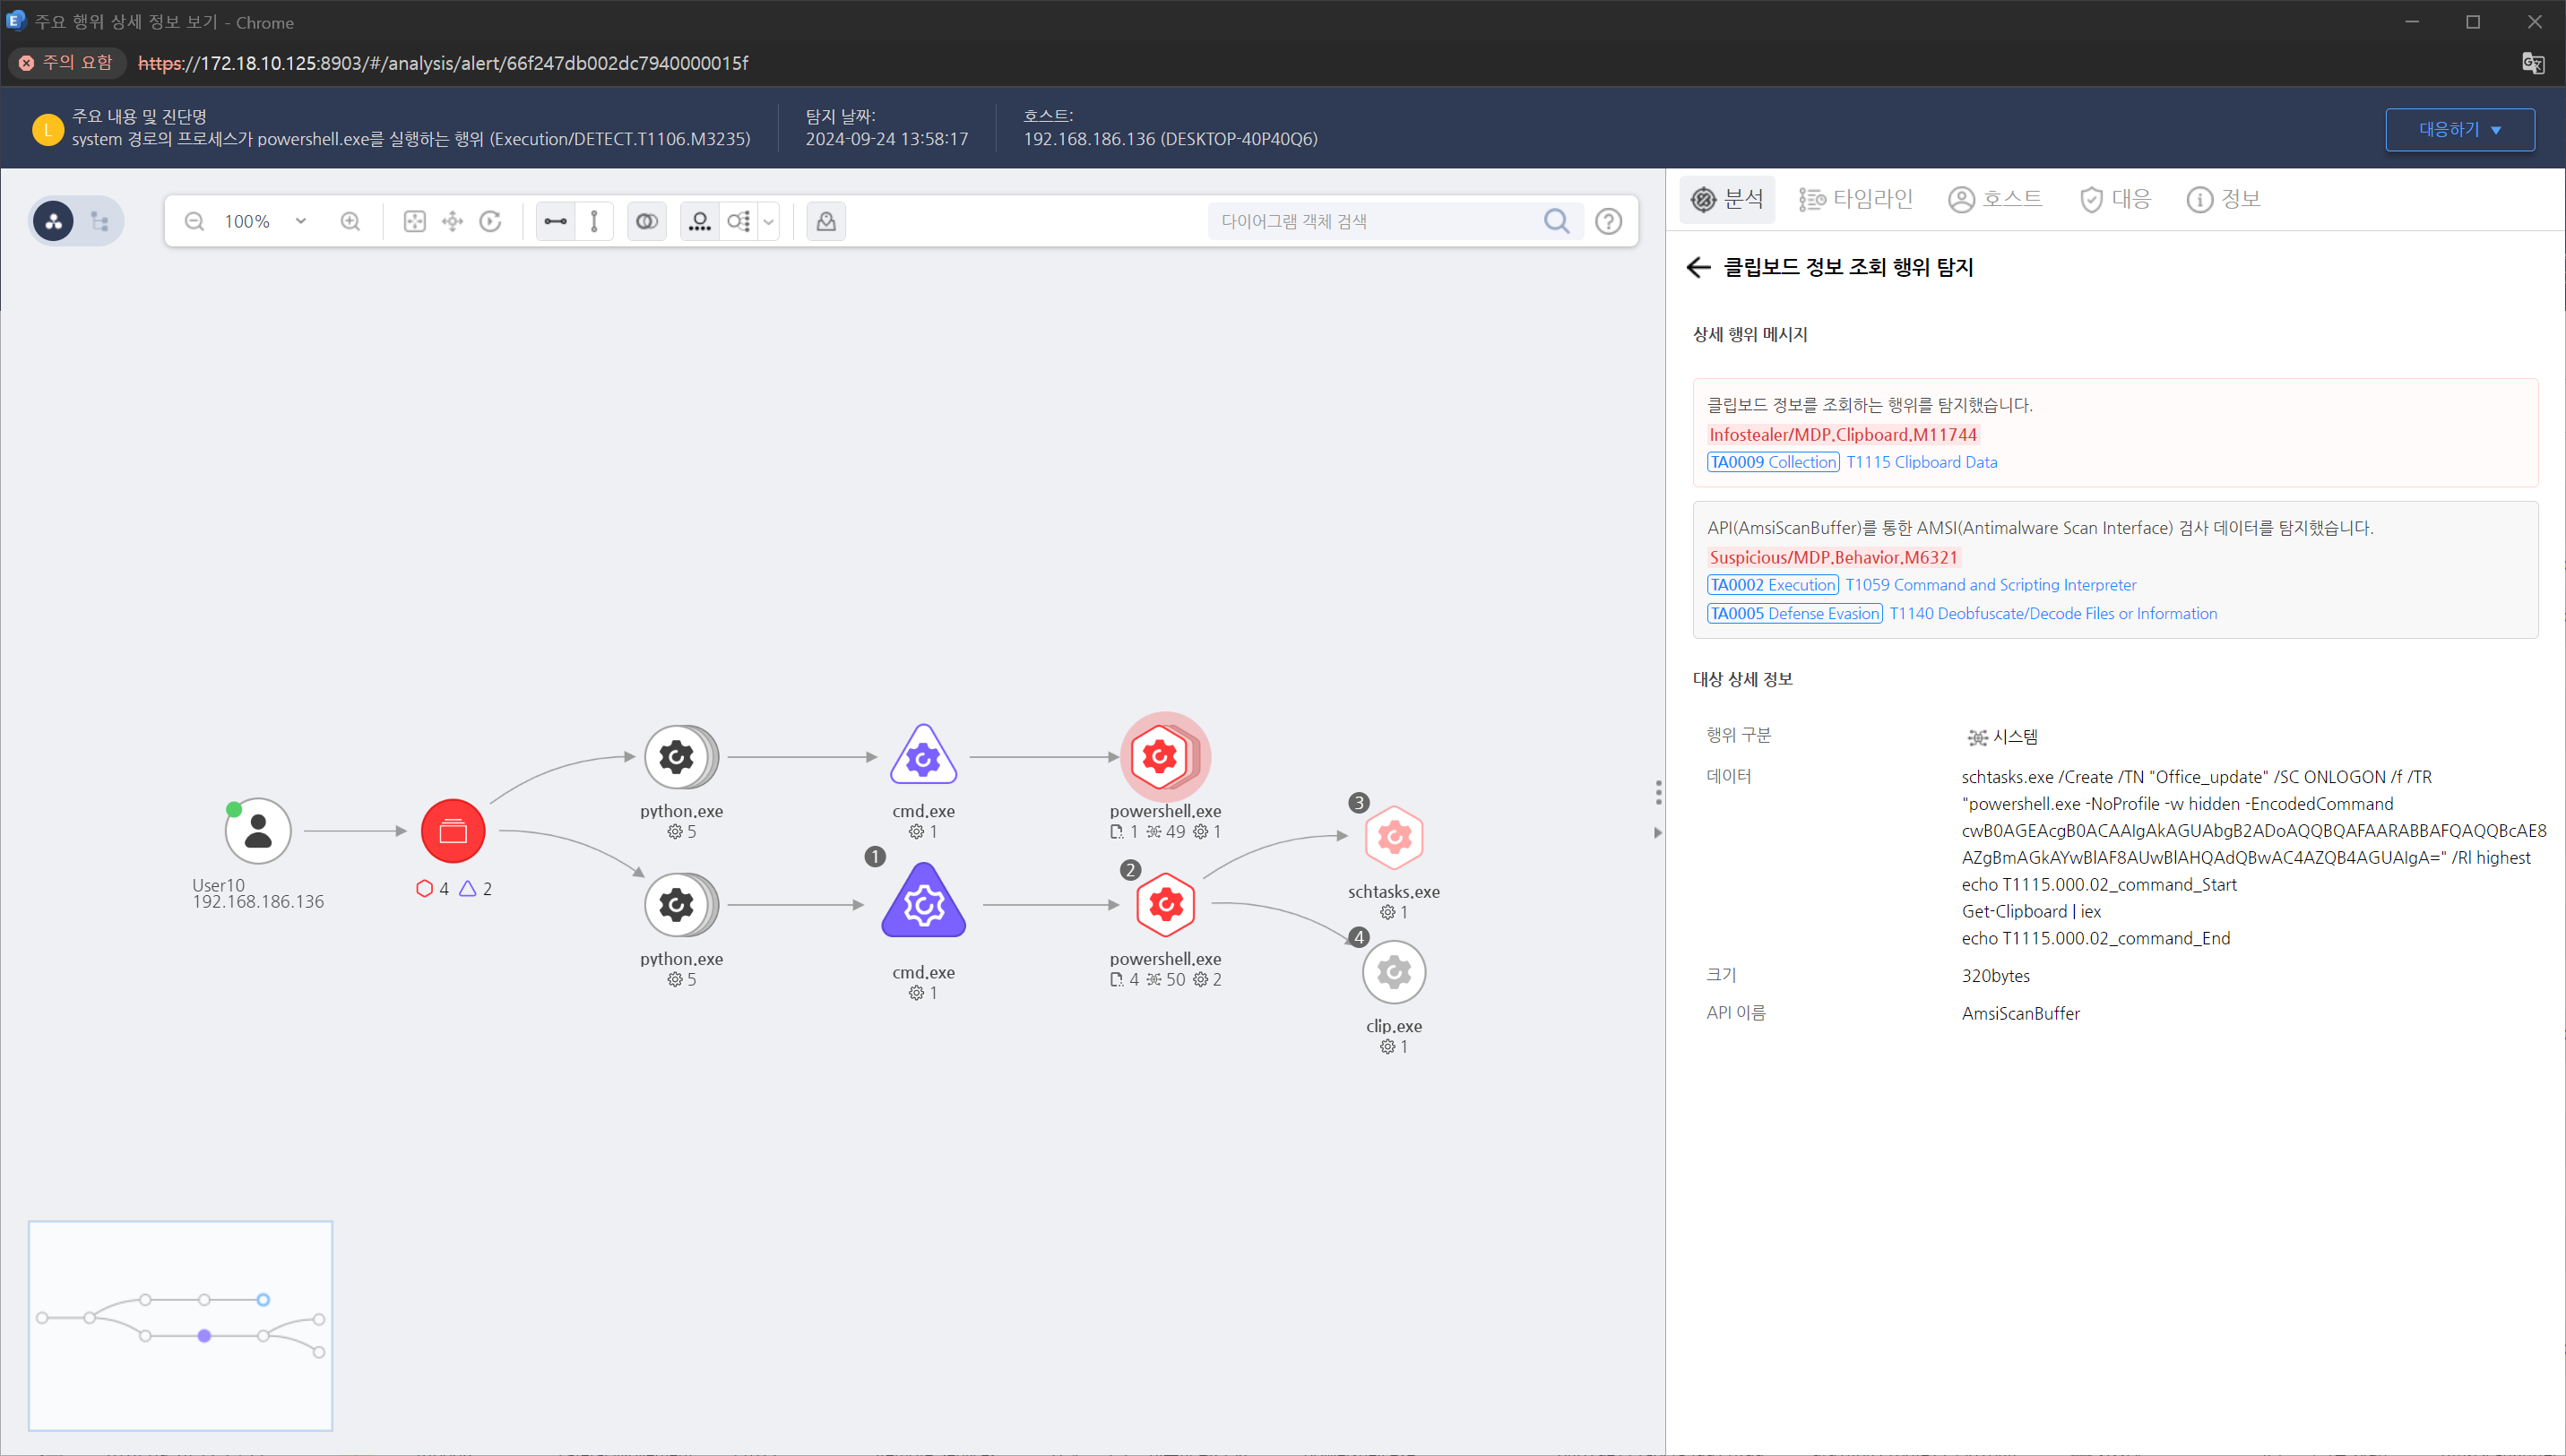 주요 행위 상세 정보 보기 - Chrome
주의 요함
https://172.18.10.125:8903/#/analysis/alert/66f247db002dc7940000015f
L
주요 내용 및 진단명
system 경로의 프로세스가 powershell.exe를 실행하는 행위 (Execution/DETECT.T1106.M3235)
탐지 날짜:
2024-09-24 13:58:17
호스트:
192.168.186.136 (DESKTOP-40P40Q6)
대응하기
100%
다이어그램 객체 검색
User10
192.168.186.136
4 2
python.exe
5
cmd.exe
1
powershell.exe
1 49 1
python.exe
5
1
cmd.exe
1
2
powershell.exe
4 50 2
3
schtasks.exe
1
4
clip.exe
1
분석
타임라인
호스트
대응
정보
클립보드 정보 조회 행위 탐지
상세 행위 메시지
클립보드 정보를 조회하는 행위를 탐지했습니다.
Infostealer/MDP.Clipboard.M11744
TA0009 Collection T1115 Clipboard Data
API(AmsiScanBuffer)를 통한 AMSI(Antimalware Scan Interface) 검사 데이터를 탐지했습니다.
Suspicious/MDP.Behavior.M6321
TA0002 Execution T1059 Command and Scripting Interpreter
TA0005 Defense Evasion T1140 Deobfuscate/Decode Files or Information
대상 상세 정보
행위 구분 시스템
데이터
schtasks.exe /Create /TN "Office_update" /SC ONLOGON /f /TR
"powershell.exe -NoProfile -w hidden -EncodedCommand
cwB0AGEAcgB0ACAAIgAkAGUAbgB2ADoAQQBQAFAARABBAFQAQQBcAE8
AZgBmAGkAYwBlAF8AUwBlAHQAdQBwAC4AZQB4AGUAIgA=" /Rl highest
echo T1115.000.02_command_Start
Get-Clipboard | iex
echo T1115.000.02_command_End
크기 320bytes
API 이름 AmsiScanBuffer